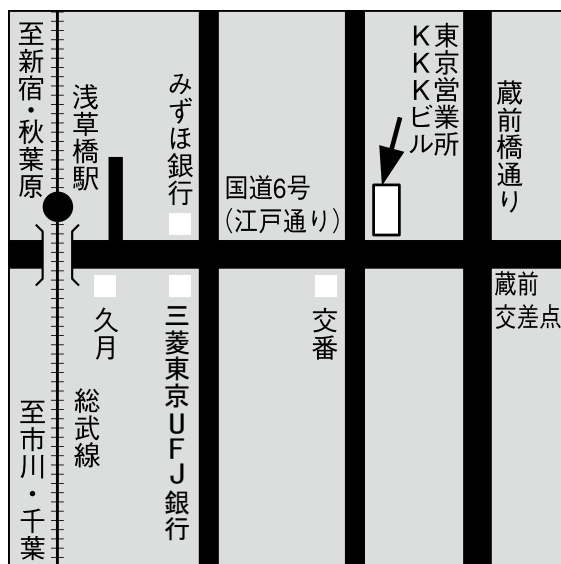 至新宿・秋葉原
浅草橋駅
みずほ銀行
国道6号
（江戸通り）
東京営業所
KKKビル
蔵前橋通り
蔵前
交差点
久月
三菱東京UFJ銀行
交番
総武線
至市川・千葉